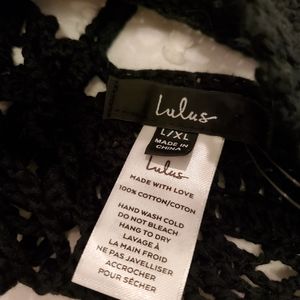 Lulus
L/XL
MADE IN
CHINA
Lulus
MADE WITH LOVE
100% COTTON/COTON
HAND WASH COLD
DO NOT BLEACH
HANG TO DRY
LAVAGE À
LA MAIN FROID
NE PAS JAVELLISER
ACCROCHER
POUR SÉCHER